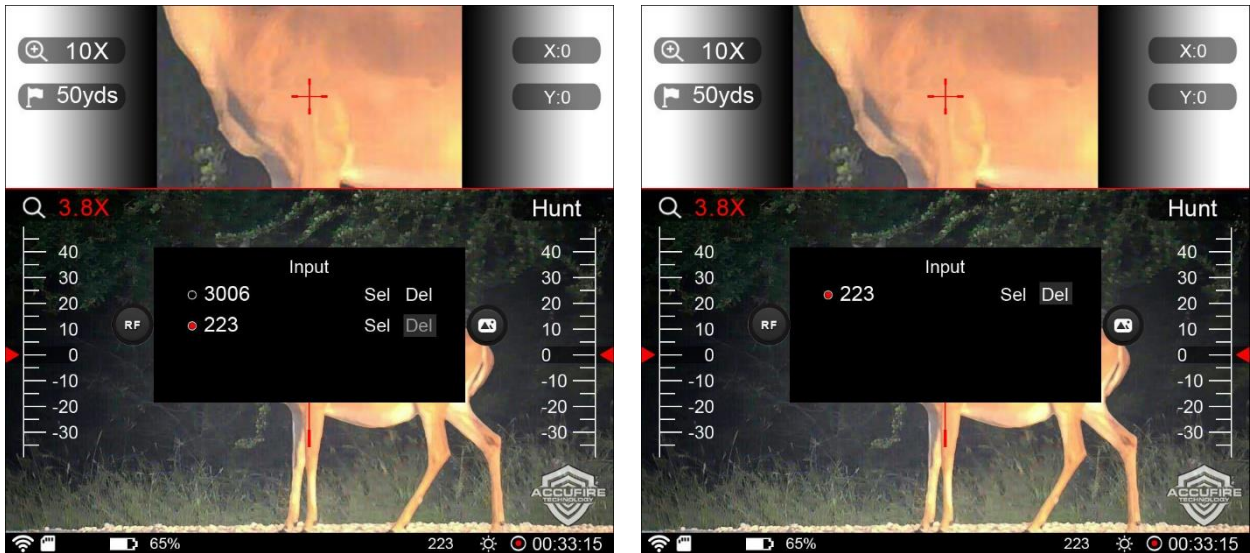 10X
X:0
50yds
Y:0
3.8X
Hunt
Input
3006 Sel Del
223 Sel Del
40 40
30 30
20 20
RF
10 10
0 0
-10 -10
-20 -20
-30 -30
ACCUFIRE
TECHNOLOGY
65% 223 00:33:15
10X
X:0
50yds
Y:0
3.8X
Hunt
Input
223 Sel Del
40 40
30 30
20 20
RF
10 10
0 0
-10 -10
-20 -20
-30 -30
ACCUFIRE
TECHNOLOGY
65% 223 00:33:15